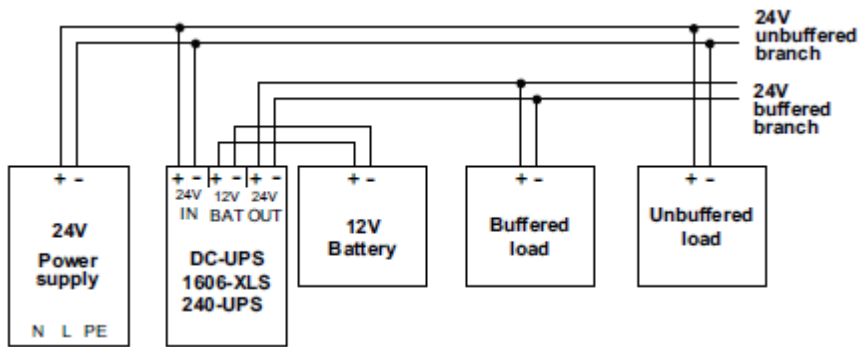 24V
unbuffered
branch
24V
buffered
branch
+ -
24V
Power
supply
N L PE
+ - + - + -
24V 12V 24V
IN BAT OUT
DC-UPS
1606-XLS
240-UPS
+ -
12V
Battery
+ -
Buffered
load
+ -
Unbuffered
load